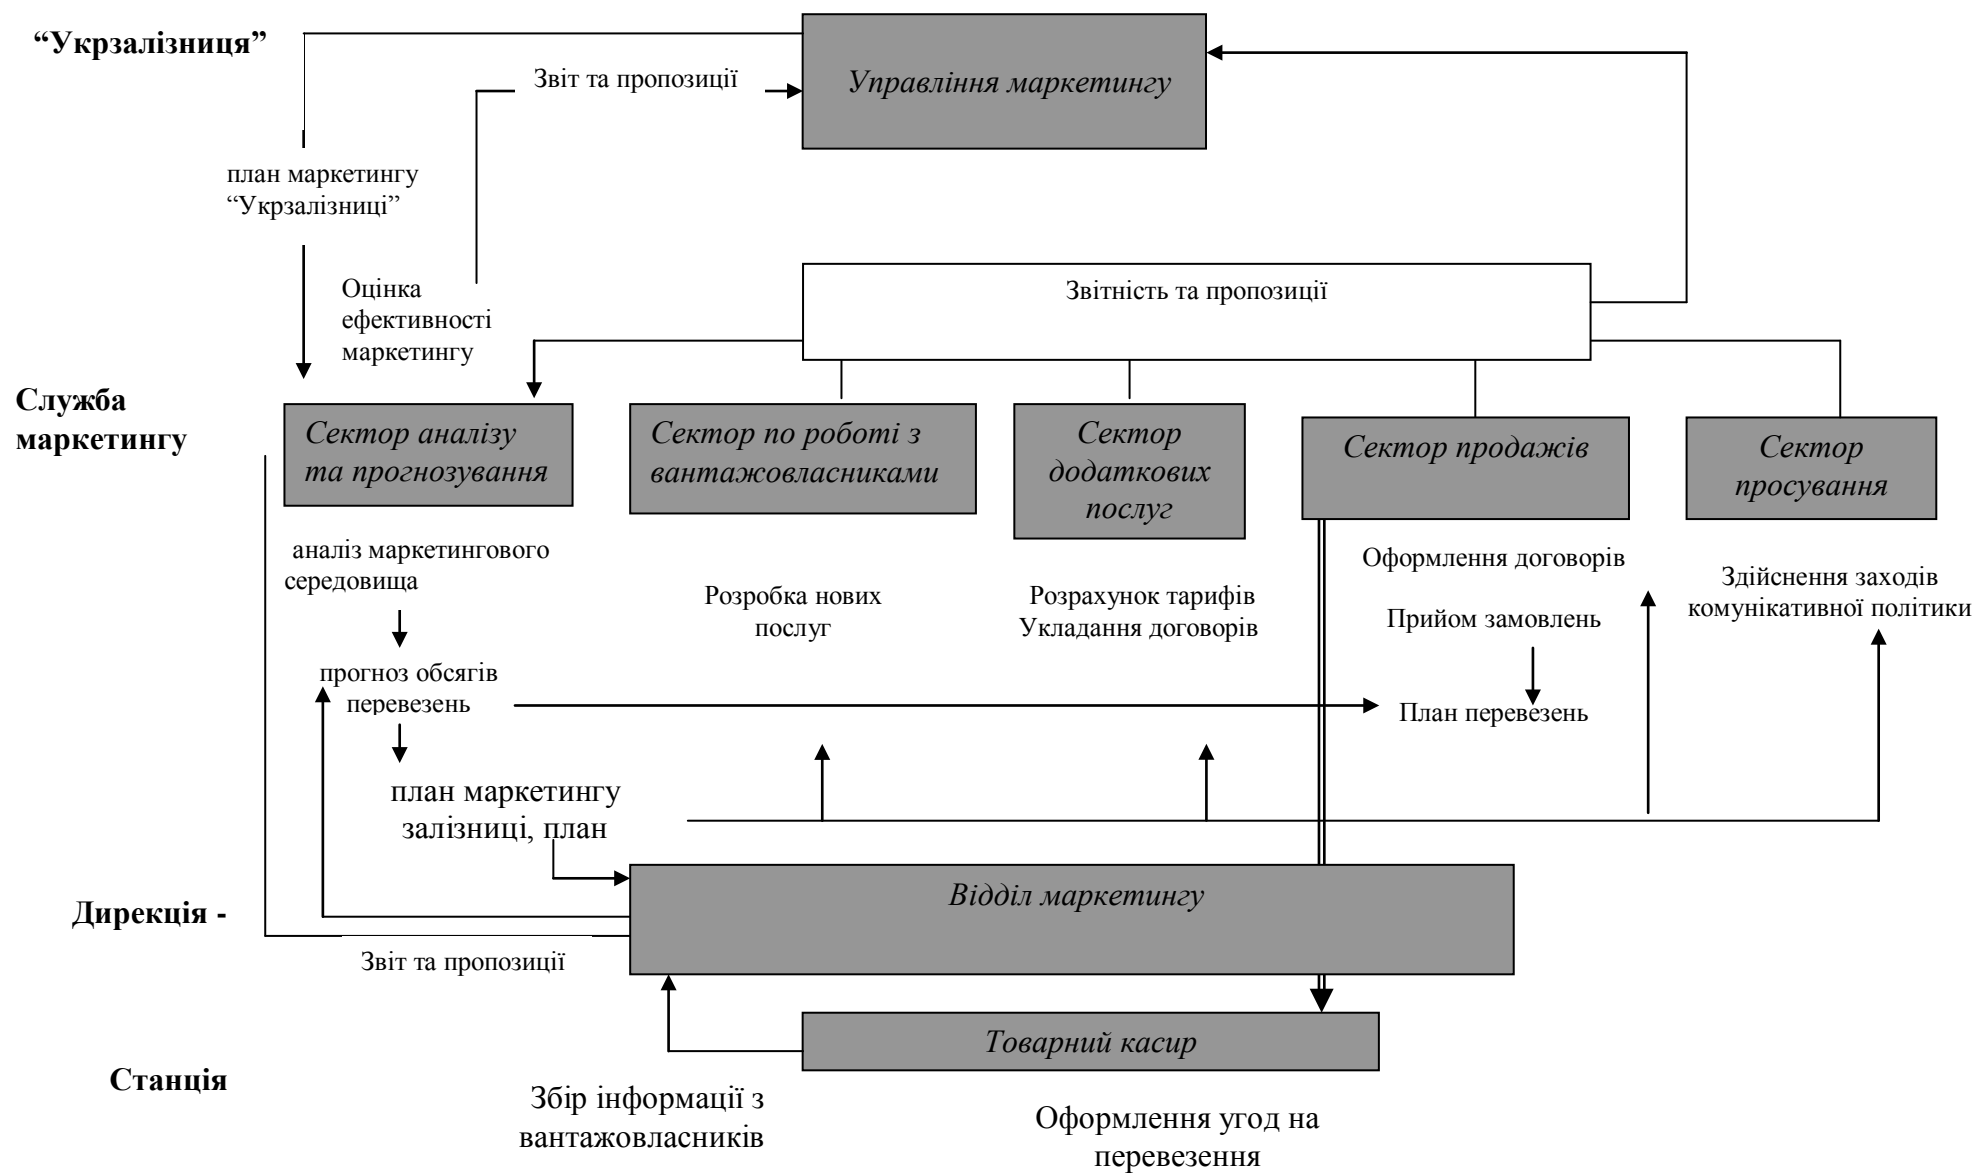 “Укрзалізниця”
Звіт та пропозиції
Управління маркетингу
план маркетингу
“Укрзалізниці”
Оцінка
ефективності
маркетингу
Звітність та пропозиції
Служба
маркетингу
Сектор аналізу
та прогнозування
Сектор по роботі з
вантажовласниками
Сектор
додаткових
послуг
Сектор продажів
Сектор
просування
аналіз маркетингового
середовища
Розробка нових
послуг
Розрахунок тарифів
Укладання договорів
Оформлення договорів
Прийом замовлень
Здійснення заходів
комунікативної політики
прогноз обсягів
перевезень
План перевезень
план маркетингу
залізниці, план
Відділ маркетингу
Дирекція -
Звіт та пропозиції
Товарний касир
Станція
Збір інформації з
вантажовласників
Оформлення угод на
перевезення